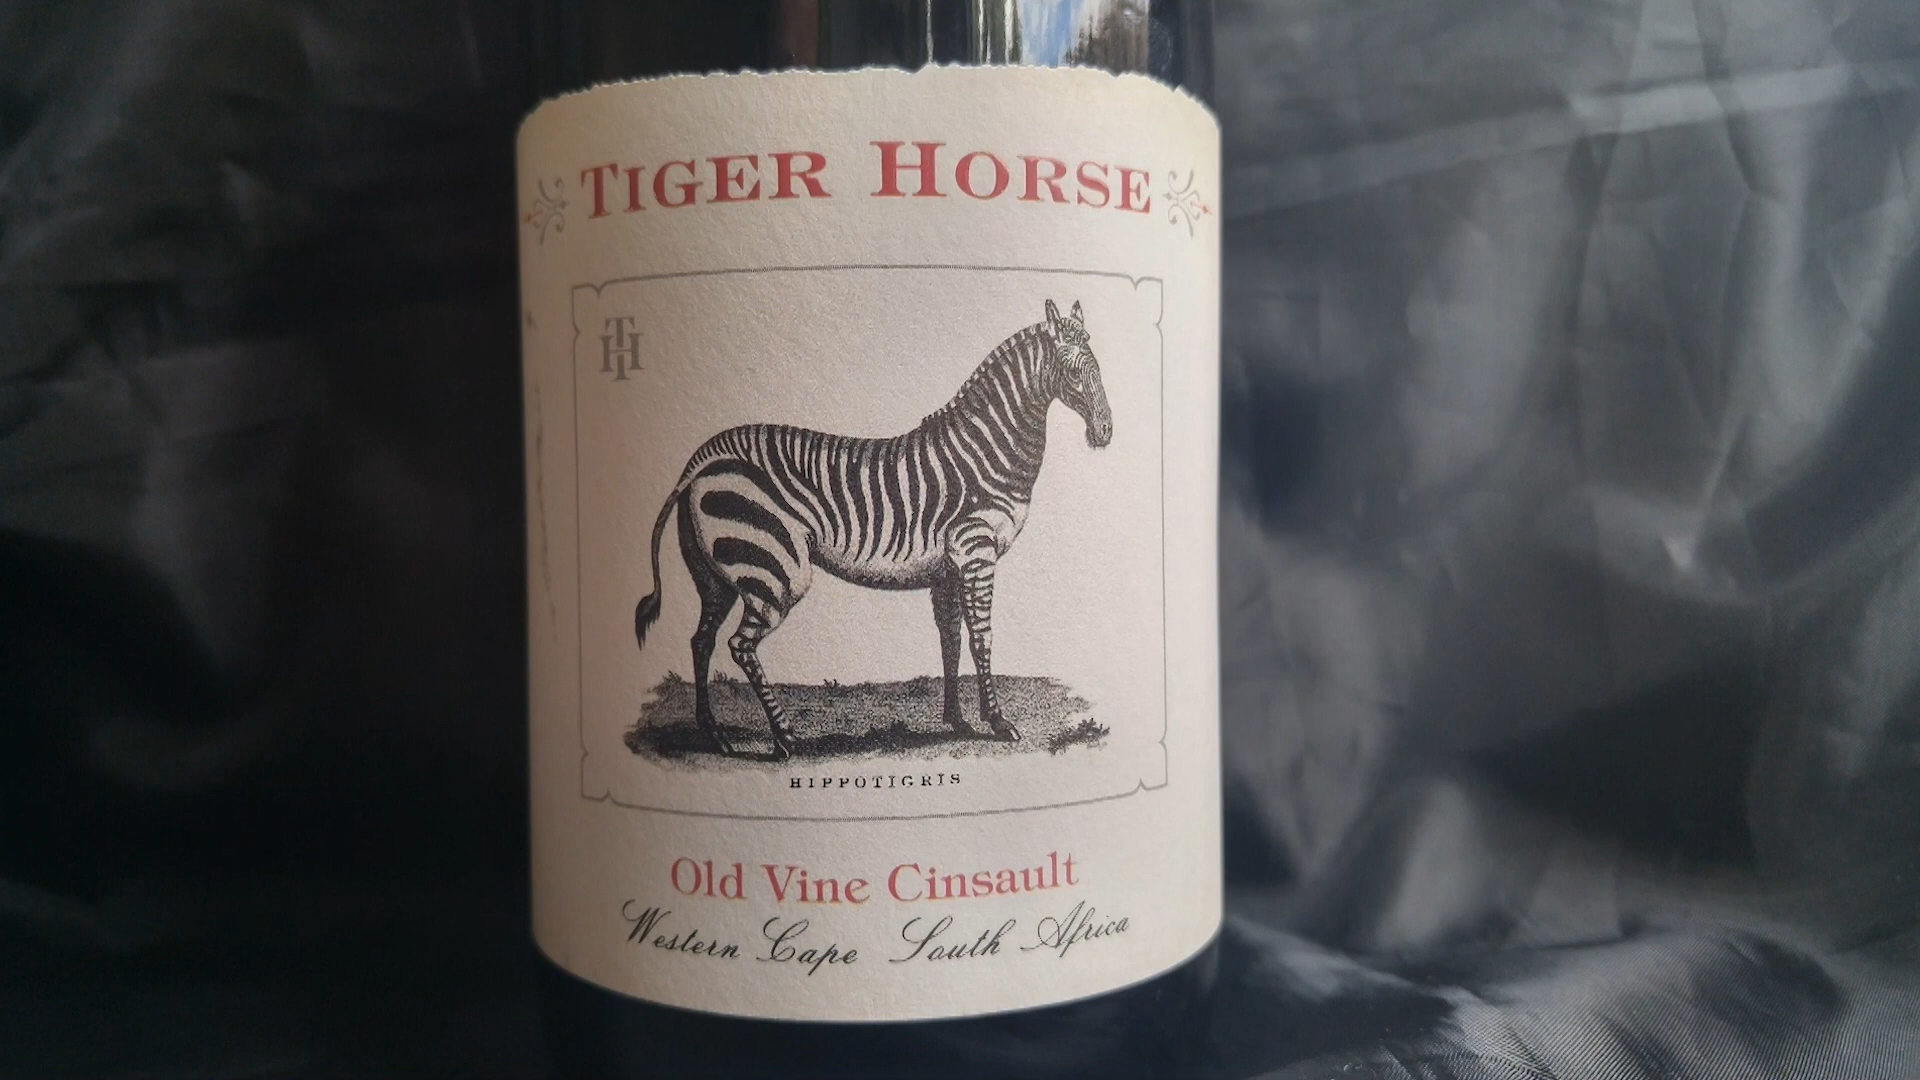 TIGER HORSE
TH
HIPPOTIGRIS
Old Vine Cinsault
Western Cape South Africa